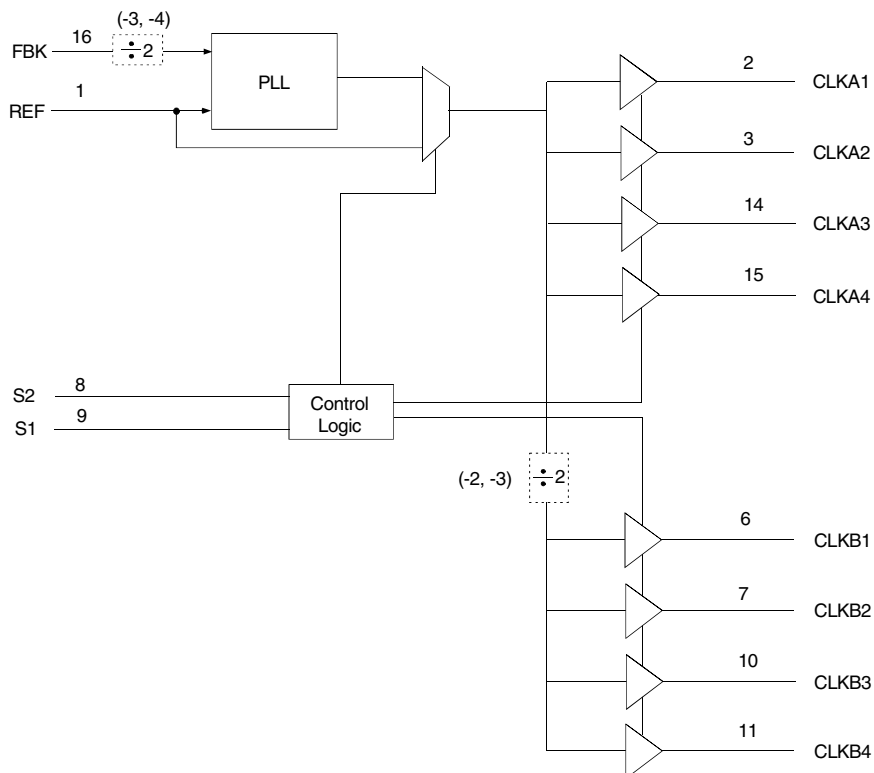 (-3, -4)
FBK 16 ÷2
PLL
REF 1
2 CLKA1
3 CLKA2
14 CLKA3
15 CLKA4
S2 8
S1 9
Control
Logic
(-2, -3) ÷2
6 CLKB1
7 CLKB2
10 CLKB3
11 CLKB4